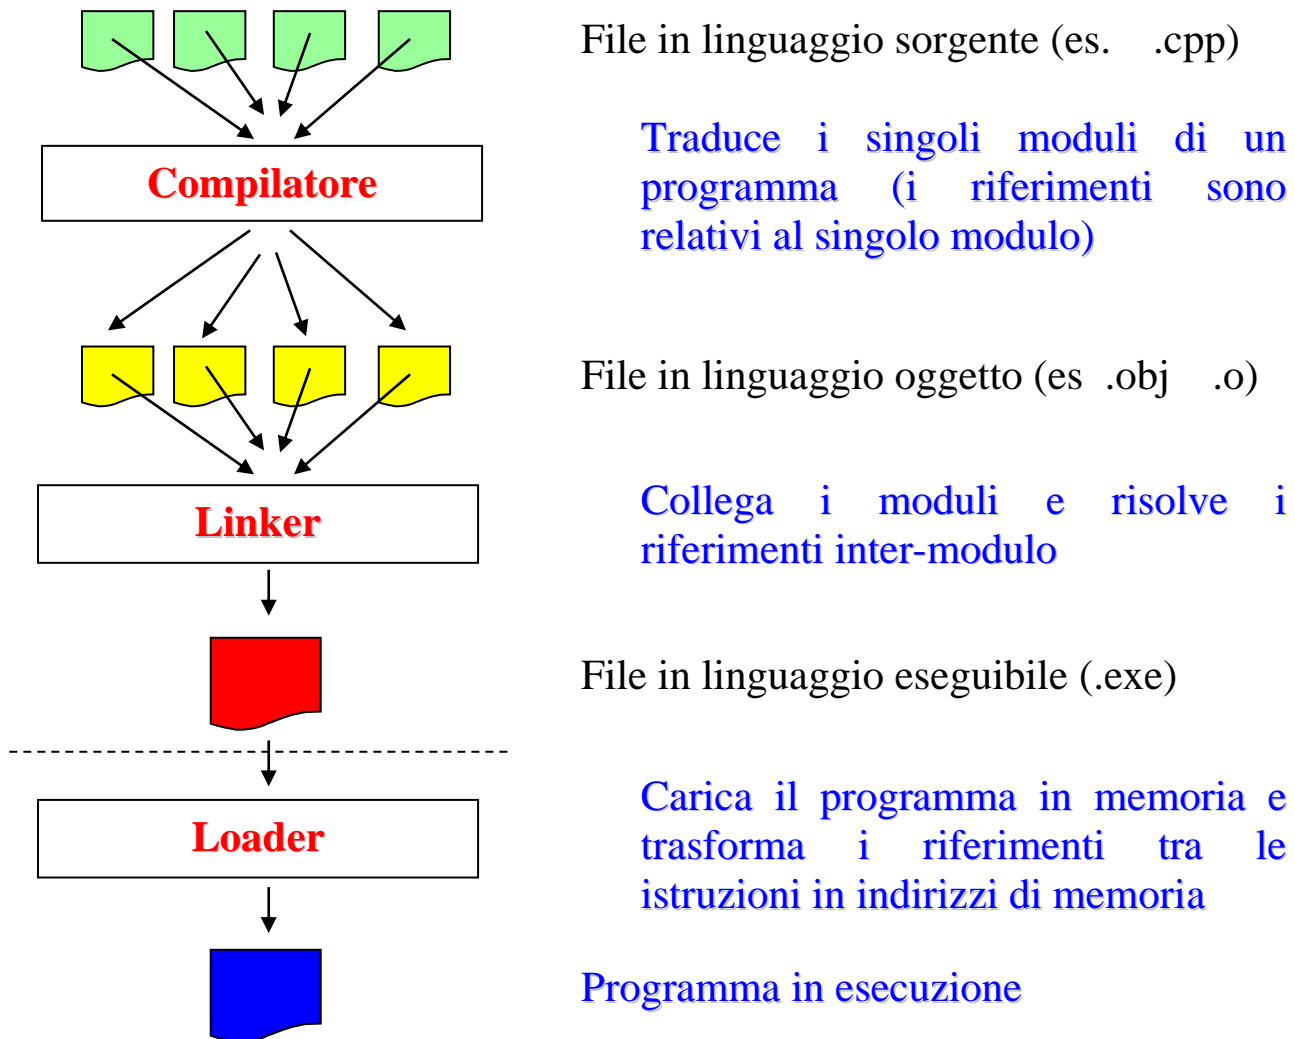 File in linguaggio sorgente (es. .cpp)
Compilatore
Traduce i singoli moduli di un
programma (i riferimenti sono
relativi al singolo modulo)
File in linguaggio oggetto (es .obj .o)
Linker
Collega i moduli e risolve i
riferimenti inter-modulo
File in linguaggio eseguibile (.exe)
Loader
Carica il programma in memoria e
trasforma i riferimenti tra le
istruzioni in indirizzi di memoria
Programma in esecuzione